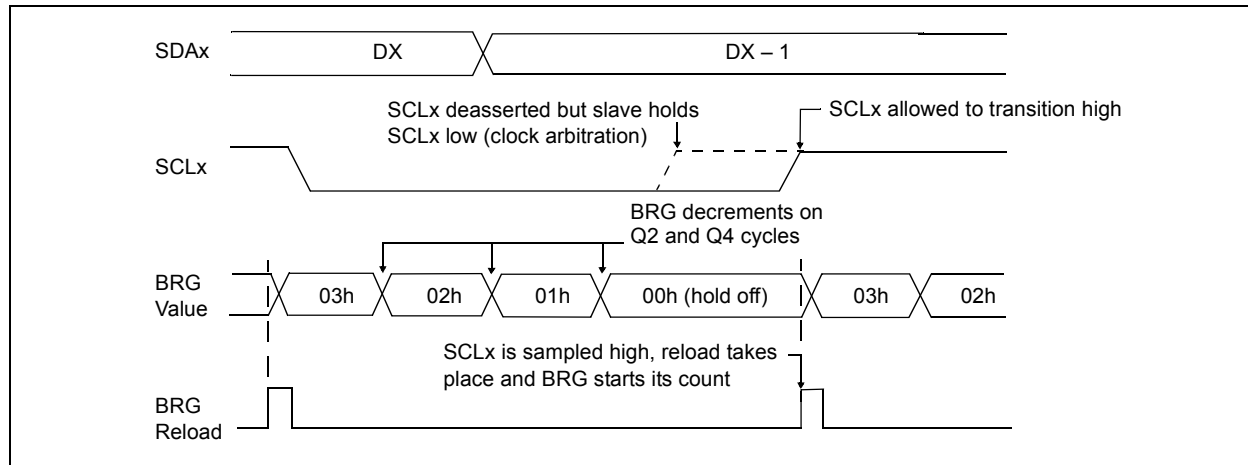 SDAx
DX
DX – 1
SCLx deasserted but slave holds
SCLx low (clock arbitration)
SCLx allowed to transition high
SCLx
BRG decrements on
Q2 and Q4 cycles
BRG
Value
03h
02h
01h
00h (hold off)
03h
02h
SCLx is sampled high, reload takes
place and BRG starts its count
BRG
Reload